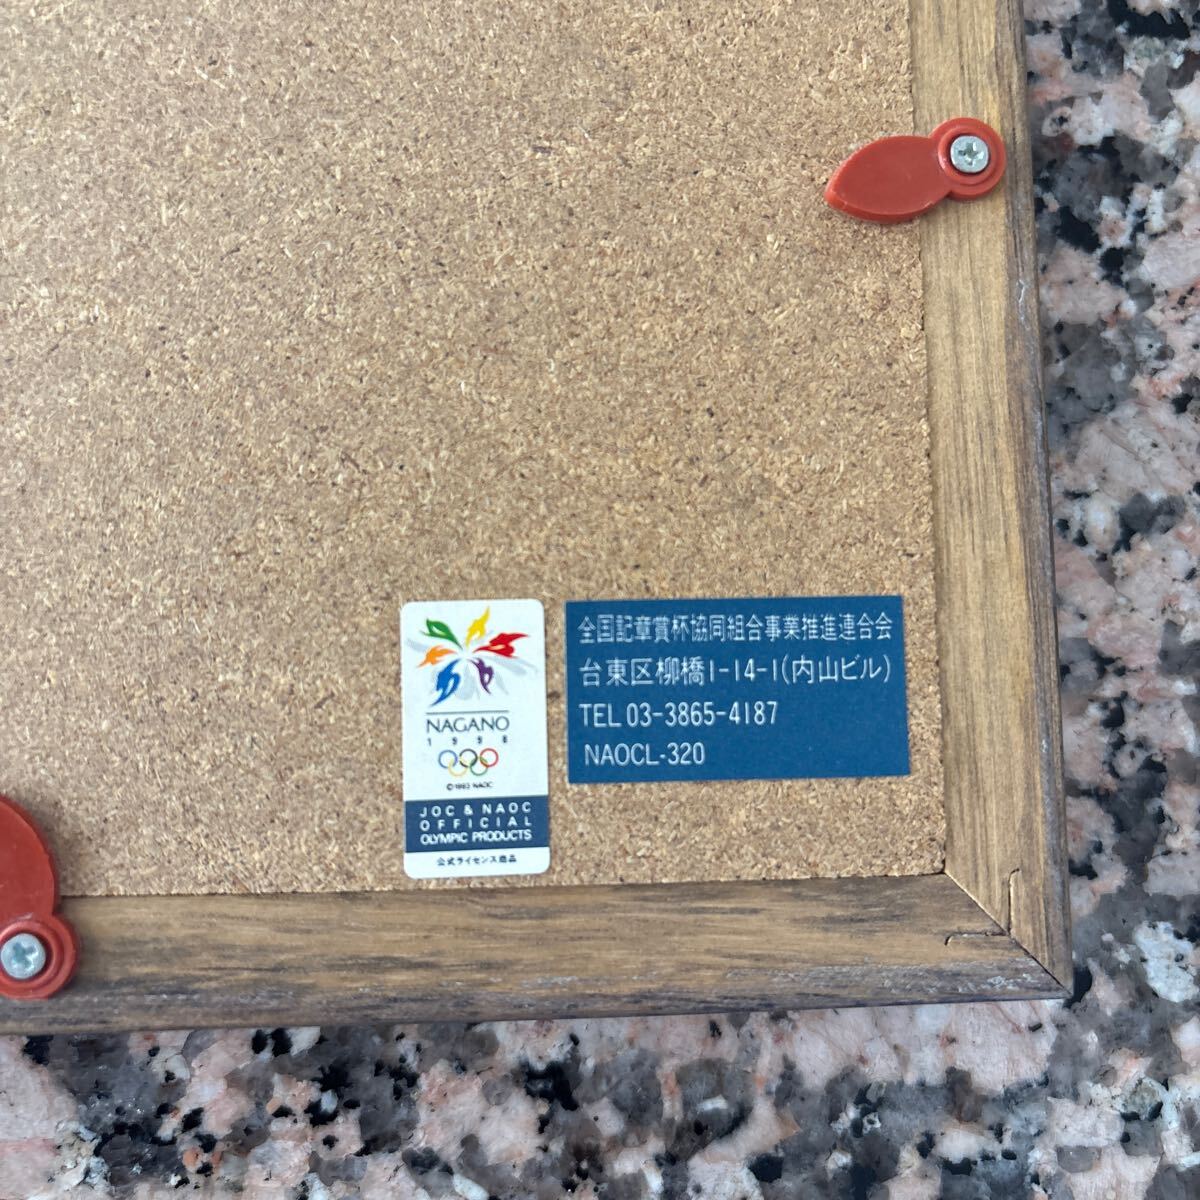 NAGANO
1998
©1993 NAOC
JOC & NAOC
OFFICIAL
OLYMPIC PRODUCTS
公式ライセンス商品
全国記章賞杯協同組合事業推進連合会
台東区柳橋1-14-1(内山ビル)
TEL 03-3865-4187
NAOCL-320